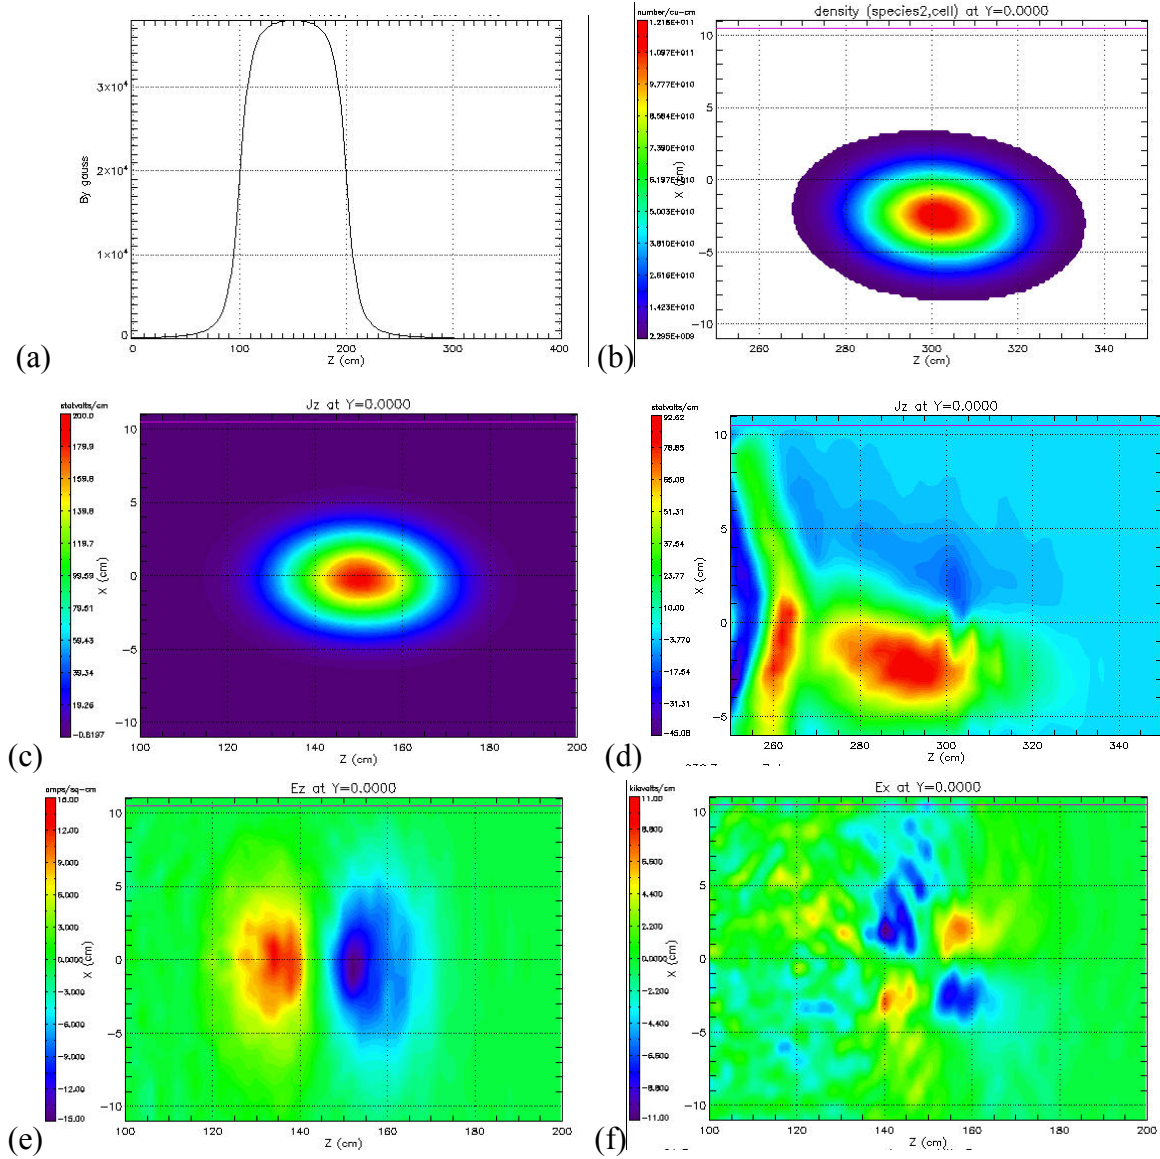 number/cu-cm
density (species2,cell) at Y=0.0000
3×10⁴
2×10⁴
1×10⁴
0
By gauss
0
100
200
300
400
Z (cm)
(a)
1.216E+011
1.097E+011
9.777E+010
8.584E+010
7.390E+010
6.197E+010
5.003E+010
3.810E+010
2.616E+010
1.423E+010
2.295E+009
10
5
0
-5
-10
X (cm)
260
280
300
320
340
Z (cm)
(b)
statvolts/cm
Jz at Y=0.0000
200.0
179.9
159.8
139.7
119.7
99.59
79.51
59.43
39.34
19.26
-0.8197
10
5
0
-5
-10
X (cm)
100
120
140
160
180
200
Z (cm)
(c)
statvolts/cm
Jz at Y=0.0000
92.62
78.85
65.08
51.31
37.54
23.77
10.00
-3.770
-17.54
-31.31
-45.08
10
5
0
-5
X (cm)
260
280
300
320
340
Z (cm)
(d)
amps/sq-cm
Ez at Y=0.0000
15.00
12.00
9.000
6.000
3.000
0.0000
-3.000
-6.000
-9.000
-12.00
-15.00
10
5
0
-5
-10
X (cm)
100
120
140
160
180
200
Z (cm)
(e)
kilovolts/cm
Ex at Y=0.0000
11.00
8.800
6.600
4.400
2.200
0.0000
-2.200
-4.400
-6.600
-8.800
-11.00
10
5
0
-5
-10
X (cm)
100
120
140
160
180
200
Z (cm)
(f)